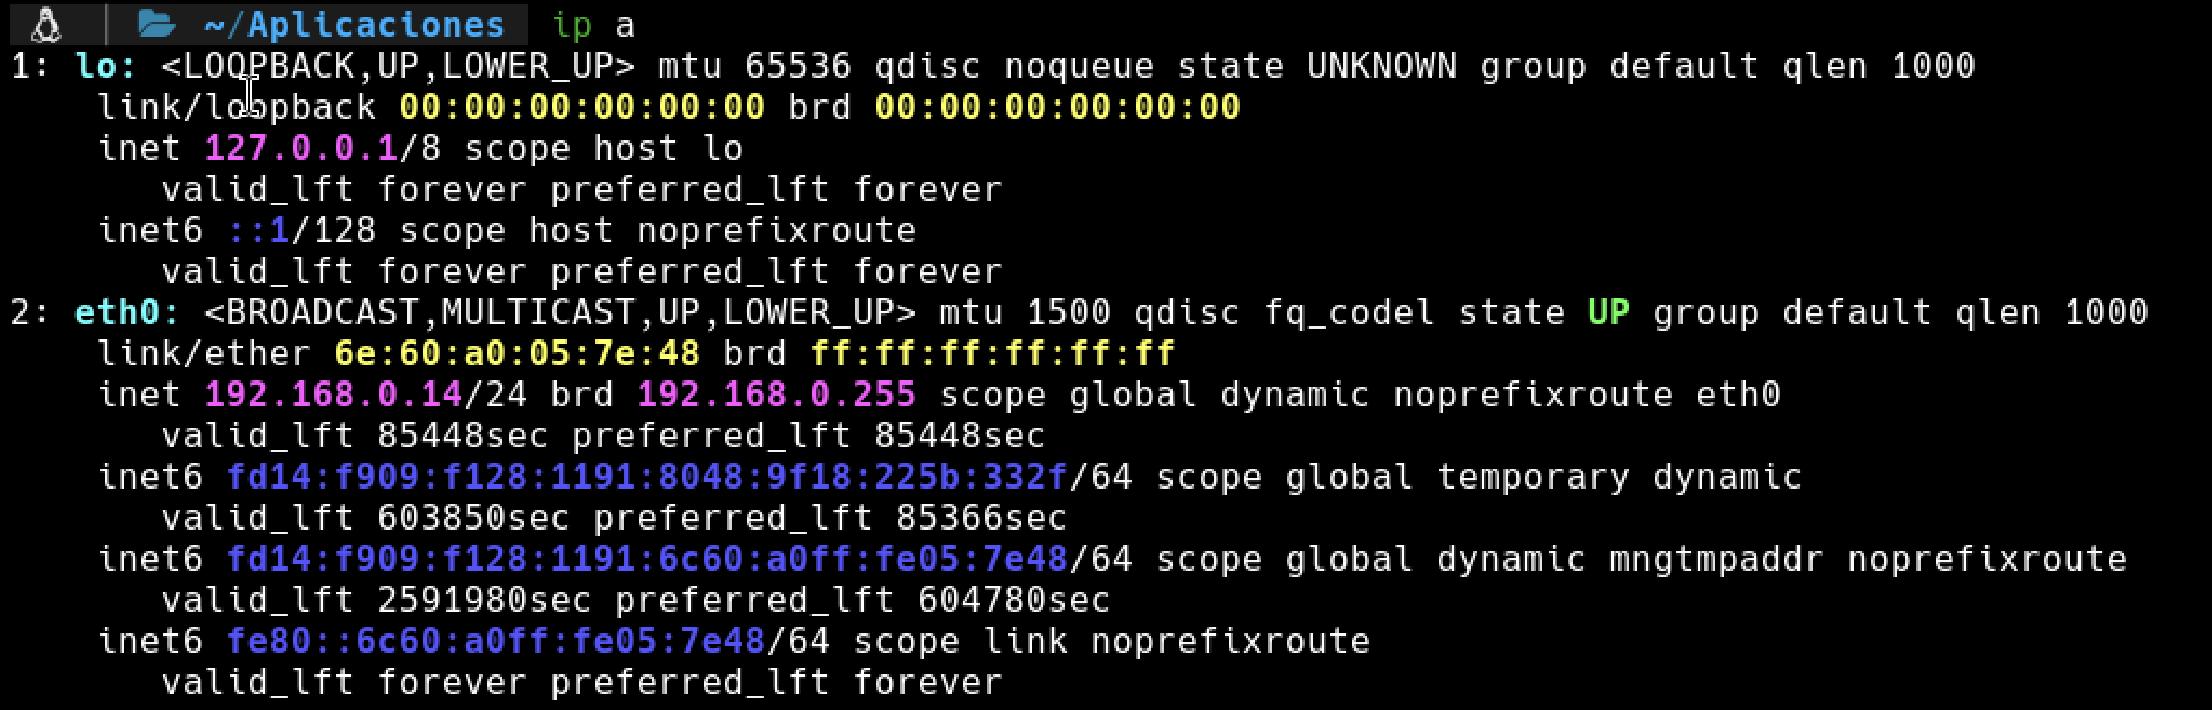 ~/Aplicaciones ip a
1: lo: <LOOPBACK,UP,LOWER_UP> mtu 65536 qdisc noqueue state UNKNOWN group default qlen 1000
link/loopback 00:00:00:00:00:00 brd 00:00:00:00:00:00
inet 127.0.0.1/8 scope host lo
valid_lft forever preferred_lft forever
inet6 ::1/128 scope host noprefixroute
valid_lft forever preferred_lft forever
2: eth0: <BROADCAST,MULTICAST,UP,LOWER_UP> mtu 1500 qdisc fq_codel state UP group default qlen 1000
link/ether 6e:60:a0:05:7e:48 brd ff:ff:ff:ff:ff:ff
inet 192.168.0.14/24 brd 192.168.0.255 scope global dynamic noprefixroute eth0
valid_lft 85448sec preferred_lft 85448sec
inet6 fd14:f909:f128:1191:8048:9f18:225b:332f/64 scope global temporary dynamic
valid_lft 603850sec preferred_lft 85366sec
inet6 fd14:f909:f128:1191:6c60:a0ff:fe05:7e48/64 scope global dynamic mngtmpaddr noprefixroute
valid_lft 2591980sec preferred_lft 604780sec
inet6 fe80::6c60:a0ff:fe05:7e48/64 scope link noprefixroute
valid_lft forever preferred_lft forever